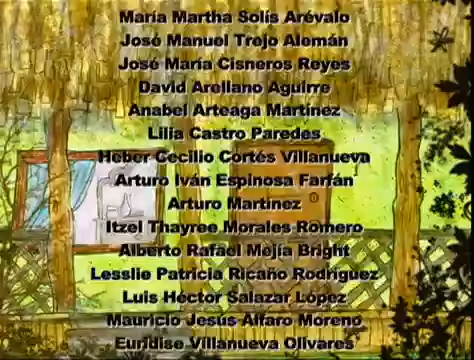 María Martha Solís Arévalo
José Manuel Trejo Alemán
José María Cisneros Reyes
David Arellano Aguirre
Anabel Arteaga Martínez
Lilia Castro Paredes
Heber Cecilio Cortés Villanueva
Arturo Iván Espinosa Farfán
Arturo Martínez
Itzel Thayree Morales Romero
Alberto Rafael Mejía Bright
Lesslie Patricia Ricaño Rodríguez
Luis Héctor Salazar López
Mauricio Jesús Alfaro Moreno
Euridise Villanueva Olivares